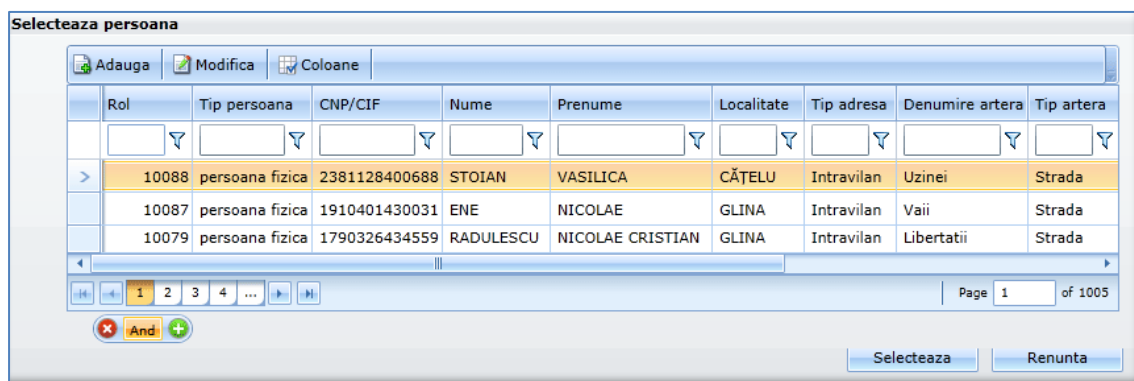 Selecteaza persoana
Adauga Modifica Coloane
Rol Tip persoana CNP/CIF Nume Prenume Localitate Tip adresa Denumire artera Tip artera
> 10088 persoana fizica 2381128400688 STOIAN VASILICA CĂȚELU Intravilan Uzinei Strada
10087 persoana fizica 1910401430031 ENE NICOLAE GLINA Intravilan Vaii Strada
10079 persoana fizica 1790326434559 RADULESCU NICOLAE CRISTIAN GLINA Intravilan Libertatii Strada
1 2 3 4 ... Page 1 of 1005
And
Selecteaza Renunta